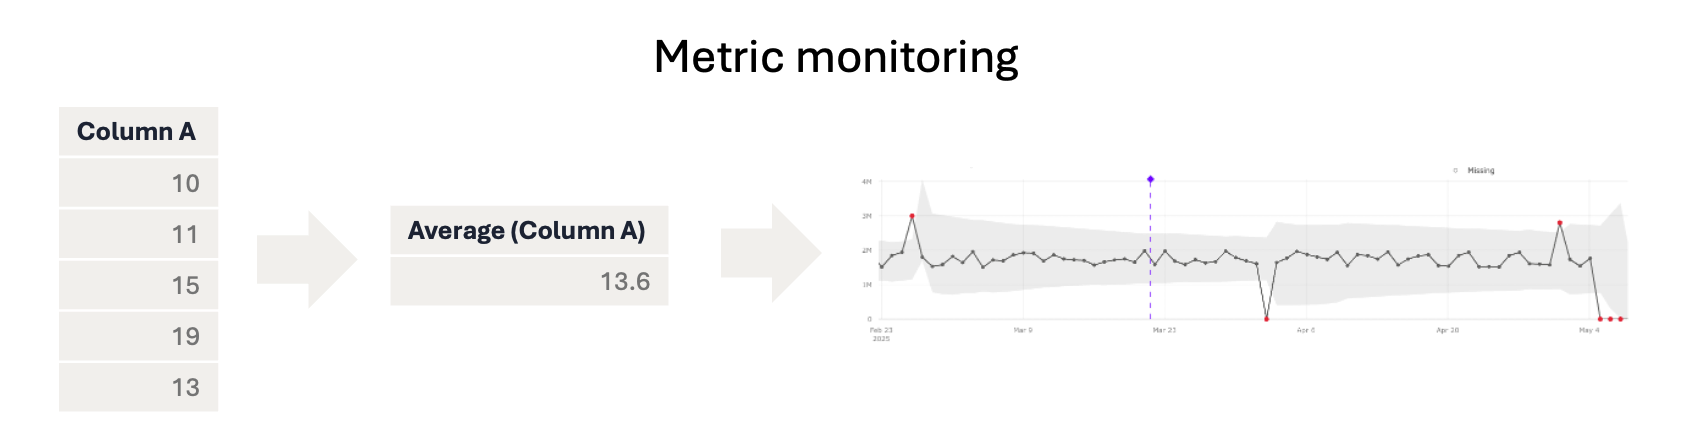 Metric monitoring
Column A
10
11
15
19
13
Average (Column A)
13.6
Missing
4M
3M
2M
1M
0
Feb 23
2025
Mar 9
Mar 23
Apr 6
Apr 20
May 4